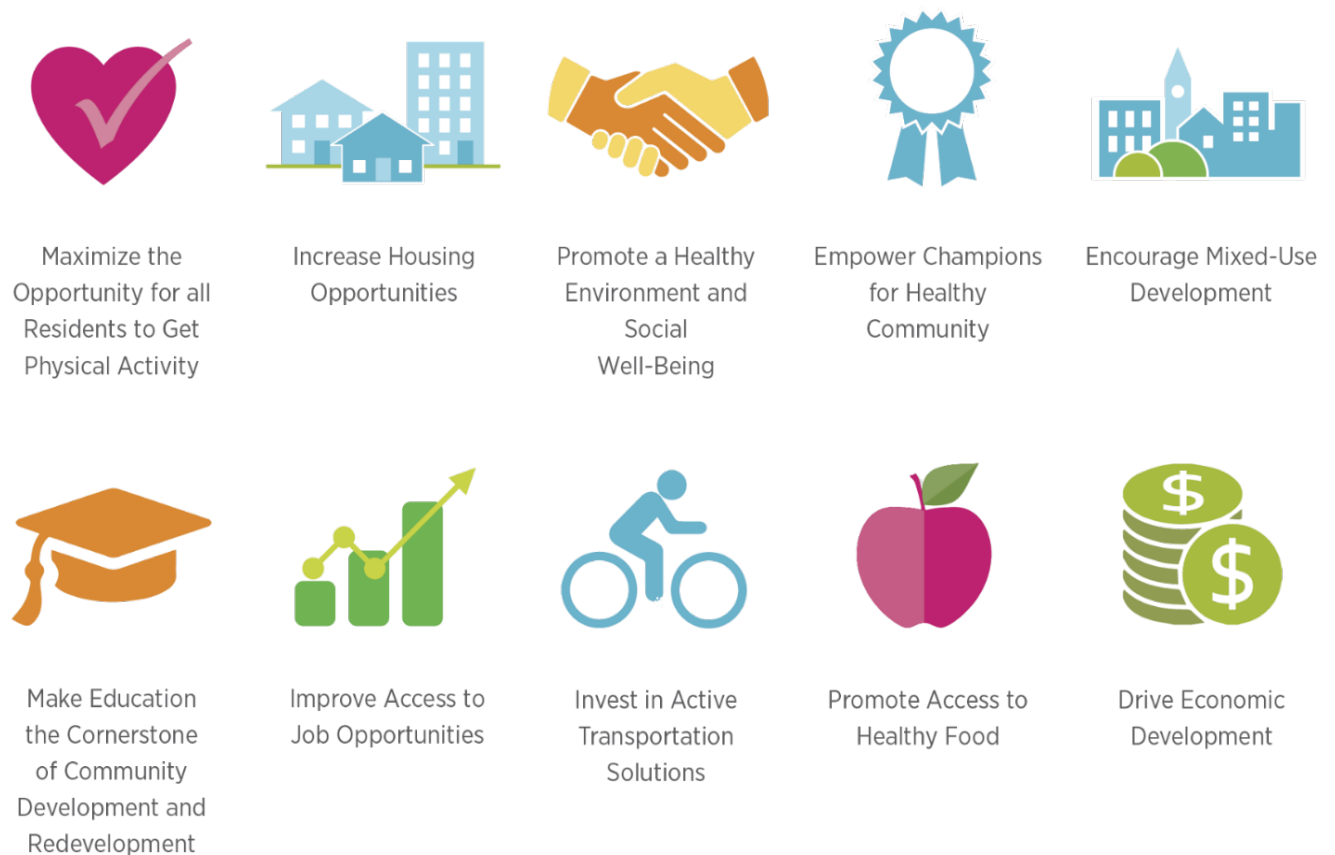 Maximize the
Opportunity for all
Residents to Get
Physical Activity
Increase Housing
Opportunities
Promote a Healthy
Environment and
Social
Well-Being
Empower Champions
for Healthy
Community
Encourage Mixed-Use
Development
Make Education
the Cornerstone
of Community
Development and
Redevelopment
Improve Access to
Job Opportunities
Invest in Active
Transportation
Solutions
Promote Access to
Healthy Food
$
$
Drive Economic
Development